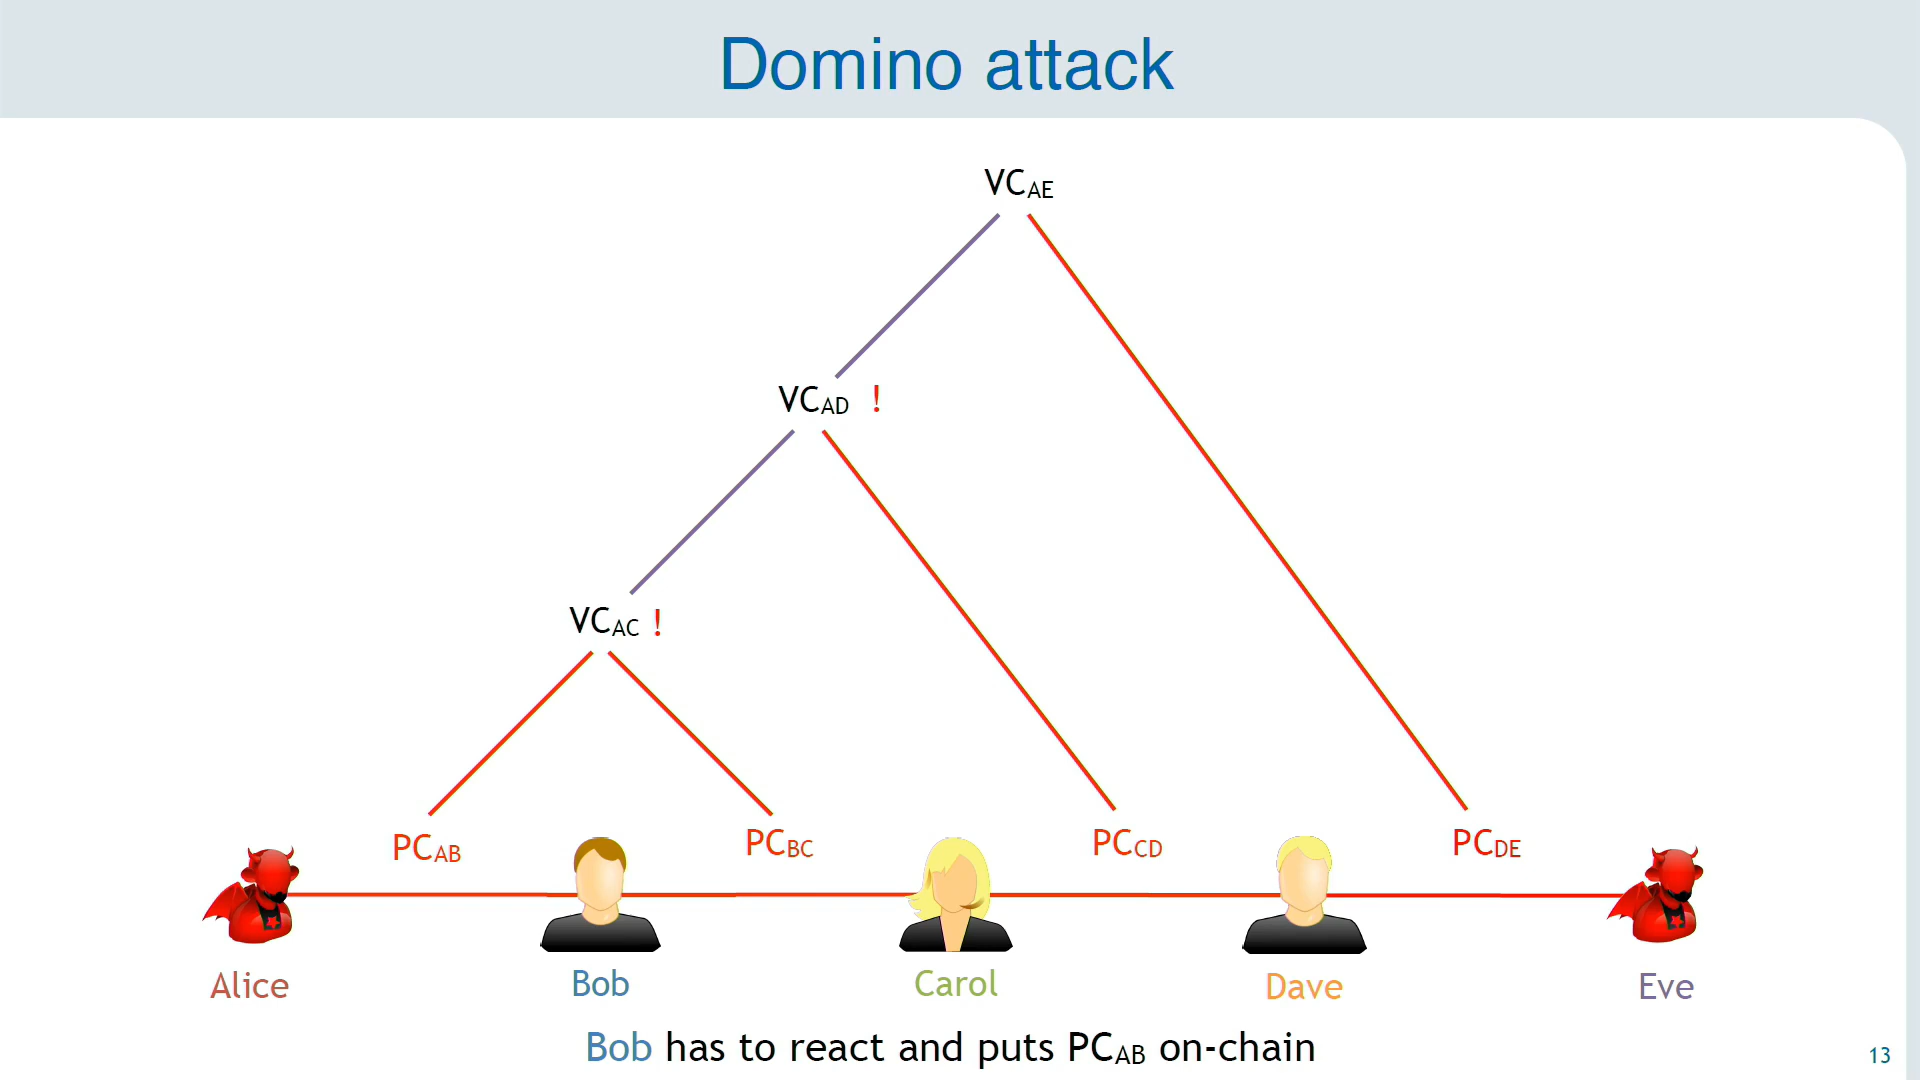 Domino attack
VCAE
VCAD !
VCAC !
PCAB
PCBC
PCCD
PCDE
Alice
Bob
Carol
Dave
Eve
Bob has to react and puts PCAB on-chain
13